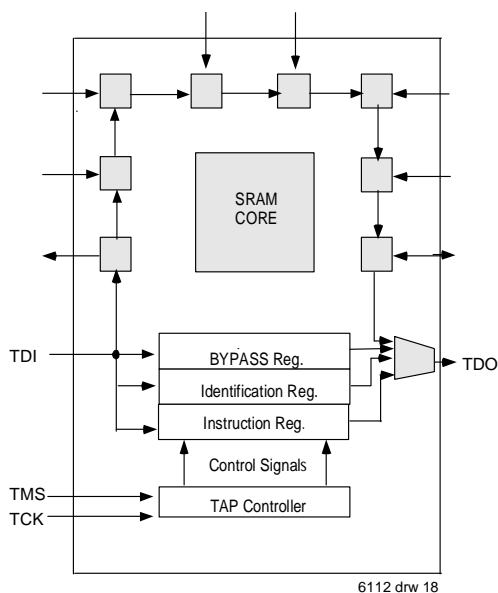 SRAM
CORE
TDI
BYPASS Reg.
TDO
Identification Reg.
Instruction Reg.
Control Signals
TMS
TAP Controller
TCK
6112 drw 18